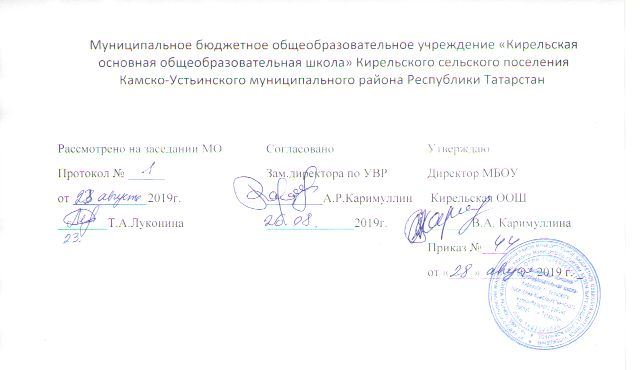 Муниципальное бюджетное общеобразовательное учреждение «Кирельская
основная общеобразовательная школа» Кирельского сельского поселения
Камско-Устьинского муниципального района Республики Татарстан
Рассмотрено на заседании МО Согласовано Утверждаю
Протокол № 1 Зам.директора по УВР Директор МБОУ
от 23 августа 2019г. А.Р.Каримуллин Кирельская ООШ
Т.А.Луконина 26.08. 2019г. В.А. Каримуллина
23.
Приказ № 44
от «28» августа 2019 г.